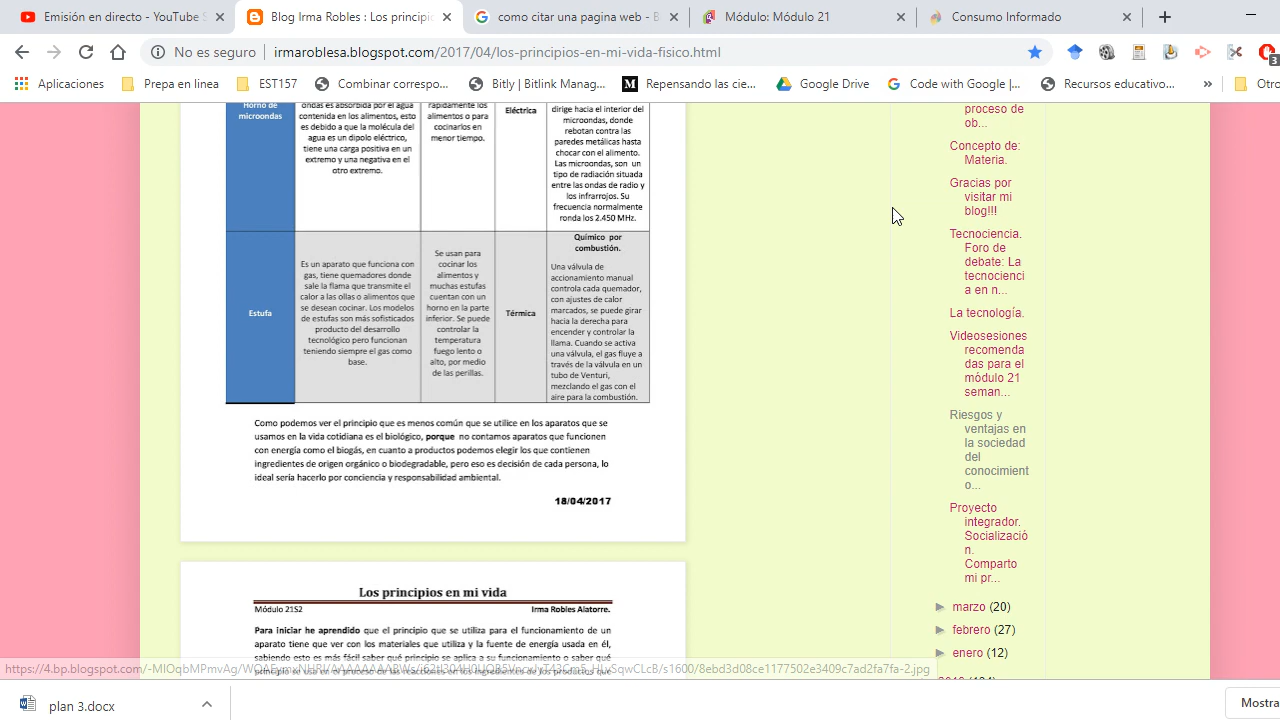 Emisión en directo - YouTube S
Blog Irma Robles : Los principio
como citar una pagina web - B
Módulo: Módulo 21
Consumo Informado
No es seguro
irmaroblesa.blogspot.com/2017/04/los-principios-en-mi-vida-fisico.html
3
Aplicaciones
Prepa en linea
EST157
Combinar correspo...
Bitly | Bitlink Manag...
Repensando las cie...
Google Drive
Code with Google |...
Recursos educativo...
»
Otro
Horno de
microondas
ondas es absorbida por el agua
contenida en los alimentos, esto
es debido a que la molécula del
agua es un dipolo eléctrico,
tiene una carga positiva en un
extremo y una negativa en el
otro extremo.
rápidamente los
alimentos o para
cocinarlos en
menor tiempo.
Eléctrica
dirige hacia el interior del
microondas, donde
rebotan contra las
paredes metálicas hasta
chocar con el alimento.
Las microondas, son un
tipo de radiación situada
entre las ondas de radio y
los infrarrojos. Su
frecuencia normalmente
ronda los 2.450 MHz.
Estufa
Es un aparato que funciona con
gas, tiene quemadores donde
sale la flama que transmite el
calor a las ollas o alimentos que
se desean cocinar. Los modelos
de estufas son más sofisticados
producto del desarrollo
tecnológico pero funcionan
teniendo siempre el gas como
base.
Se usan para
cocinar los
alimentos y
muchas estufas
cuentan con un
horno en la parte
inferior. Se puede
controlar la
temperatura
fuego lento o
alto, por medio
de las perillas.
Térmica
Químico por
combustión.
Una válvula de
accionamiento manual
controla cada quemador,
con ajustes de calor
marcados, se puede girar
hacia la derecha para
encender y controlar la
llama. Cuando se activa
una válvula, el gas fluye a
través de la válvula en un
tubo de Venturi,
mezclando el gas con el
aire para la combustión.
Como podemos ver el principio que es menos común que se utilice en los aparatos que se
usamos en la vida cotidiana es el biológico, porque no contamos aparatos que funcionen
con energía como el biogás, en cuanto a productos podemos elegir los que contienen
ingredientes de origen orgánico o biodegradable, pero eso es decisión de cada persona, lo
ideal sería hacerlo por conciencia y responsabilidad ambiental.
18/04/2017
Los principios en mi vida
Módulo 21S2
Irma Robles Alatorre.
Para iniciar he aprendido que el principio que se utiliza para el funcionamiento de un
aparato tiene que ver con los materiales que utiliza y la fuente de energía usada en él,
sabiendo esto es más fácil saber qué principio se aplica a su funcionamiento o saber qué
proceso de
ob...
Concepto de:
Materia.
Gracias por
visitar mi
blog!!!
Tecnociencia.
Foro de
debate: La
tecnocienci
a en n...
La tecnología.
Videosesiones
recomenda
das para el
módulo 21
seman...
Riesgos y
ventajas en
la sociedad
del
conocimient
o...
Proyecto
integrador.
Socializació
n.
Comparto
mi pr...
► marzo (20)
► febrero (27)
► enero (12)
plan 3.docx
Mostra